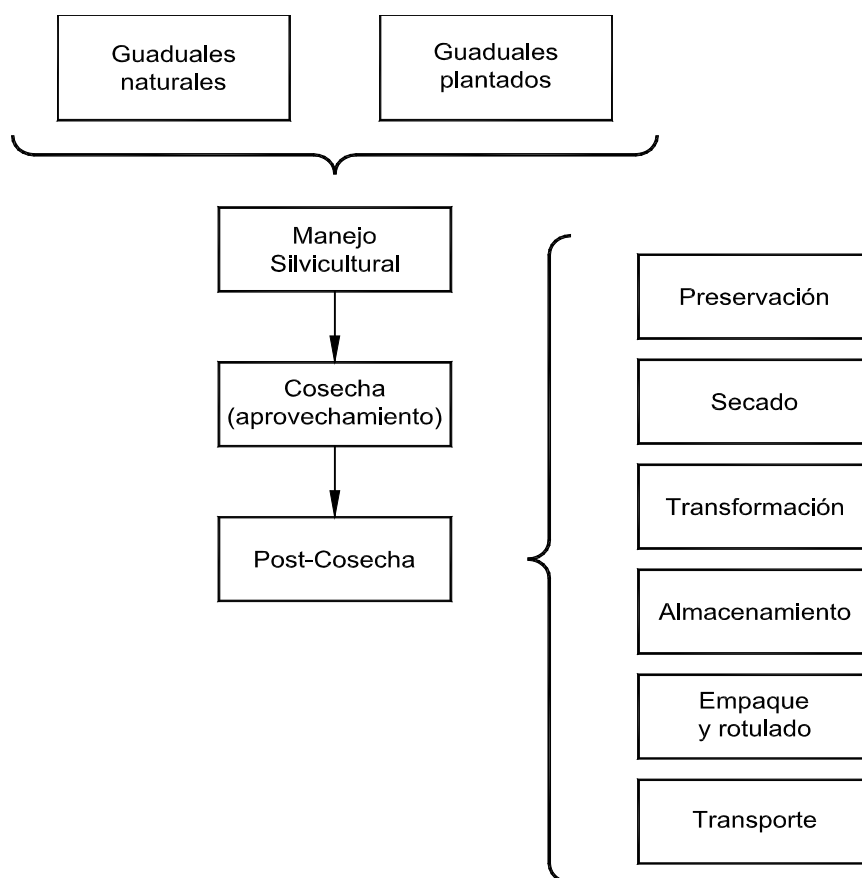 Guaduales
naturales
Guaduales
plantados
Manejo
Silvicultural
Cosecha
(aprovechamiento)
Post-Cosecha
Preservación
Secado
Transformación
Almacenamiento
Empaque
y rotulado
Transporte